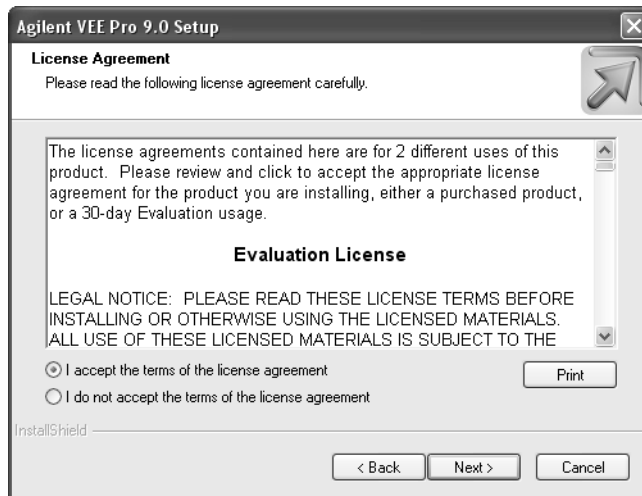 Agilent VEE Pro 9.0 Setup
License Agreement
Please read the following license agreement carefully.
The license agreements contained here are for 2 different uses of this
product.  Please review and click to accept the appropriate license
agreement for the product you are installing, either a purchased product,
or a 30-day Evaluation usage.
Evaluation License
LEGAL NOTICE:  PLEASE READ THESE LICENSE TERMS BEFORE
INSTALLING OR OTHERWISE USING THE LICENSED MATERIALS.
ALL USE OF THESE LICENSED MATERIALS IS SUBJECT TO THE
I accept the terms of the license agreement
Print
I do not accept the terms of the license agreement
InstallShield
< Back
Next >
Cancel